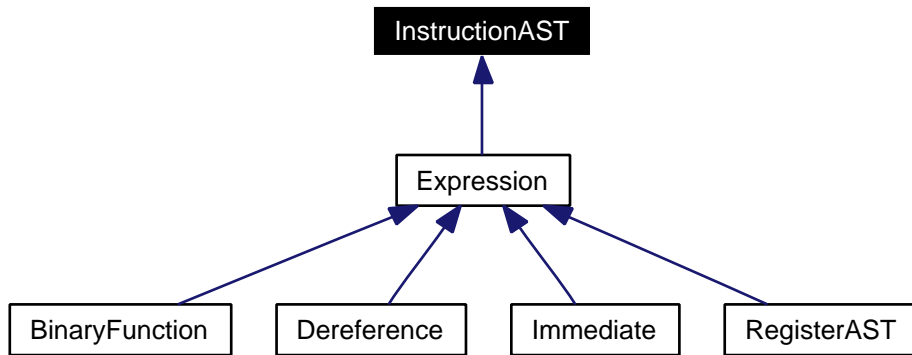 InstructionAST
Expression
BinaryFunction
Dereference
Immediate
RegisterAST